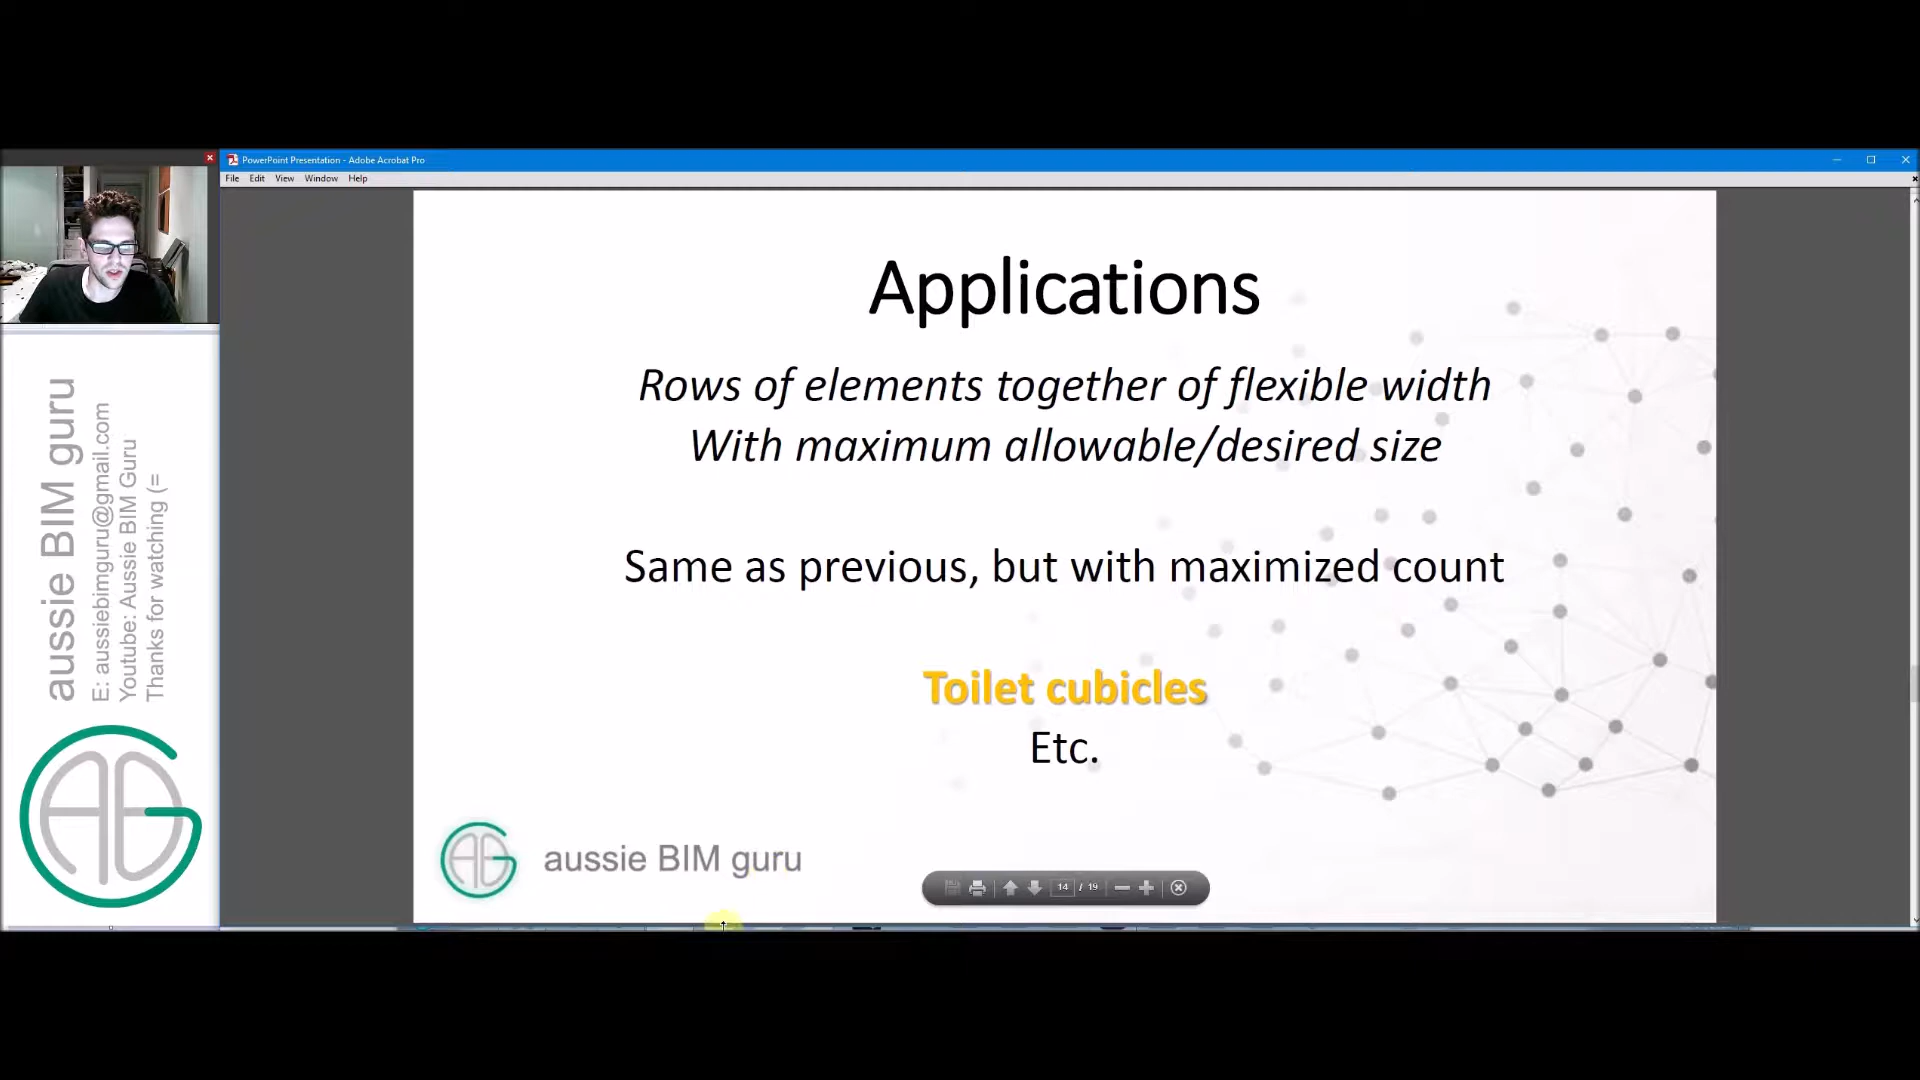 PowerPoint Presentation - Adobe Acrobat Pro
File Edit View Window Help
aussie BIM guru
E: aussiebimguru@gmail.com
Youtube: Aussie BIM Guru
Thanks for watching (=
Applications
Rows of elements together of flexible width
With maximum allowable/desired size
Same as previous, but with maximized count
Toilet cubicles
Etc.
aussie BIM guru
14 / 19